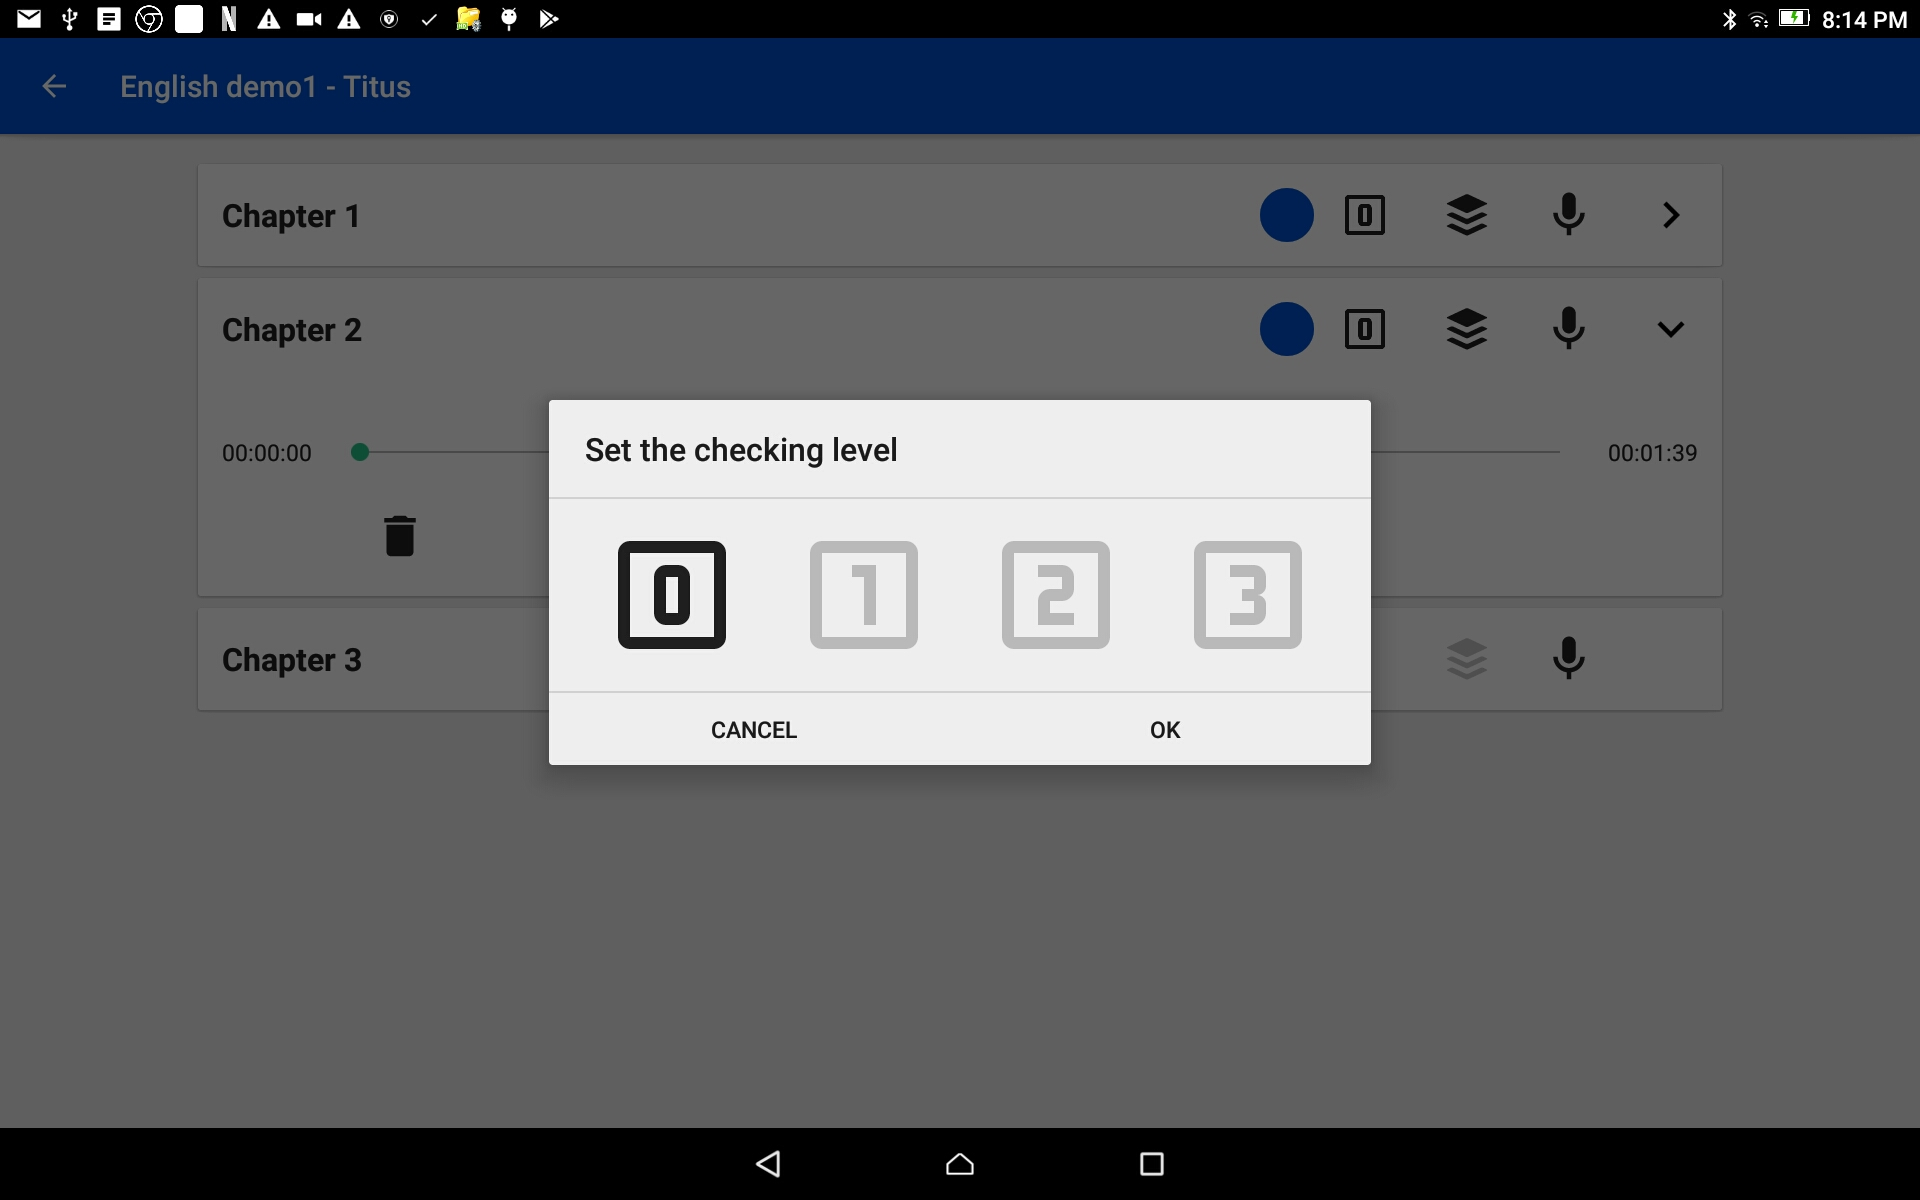 8:14 PM
English demo1 - Titus
Chapter 1
0
Chapter 2
0
00:00:00
00:01:39
Set the checking level
0 1 2 3
Chapter 3
CANCEL OK